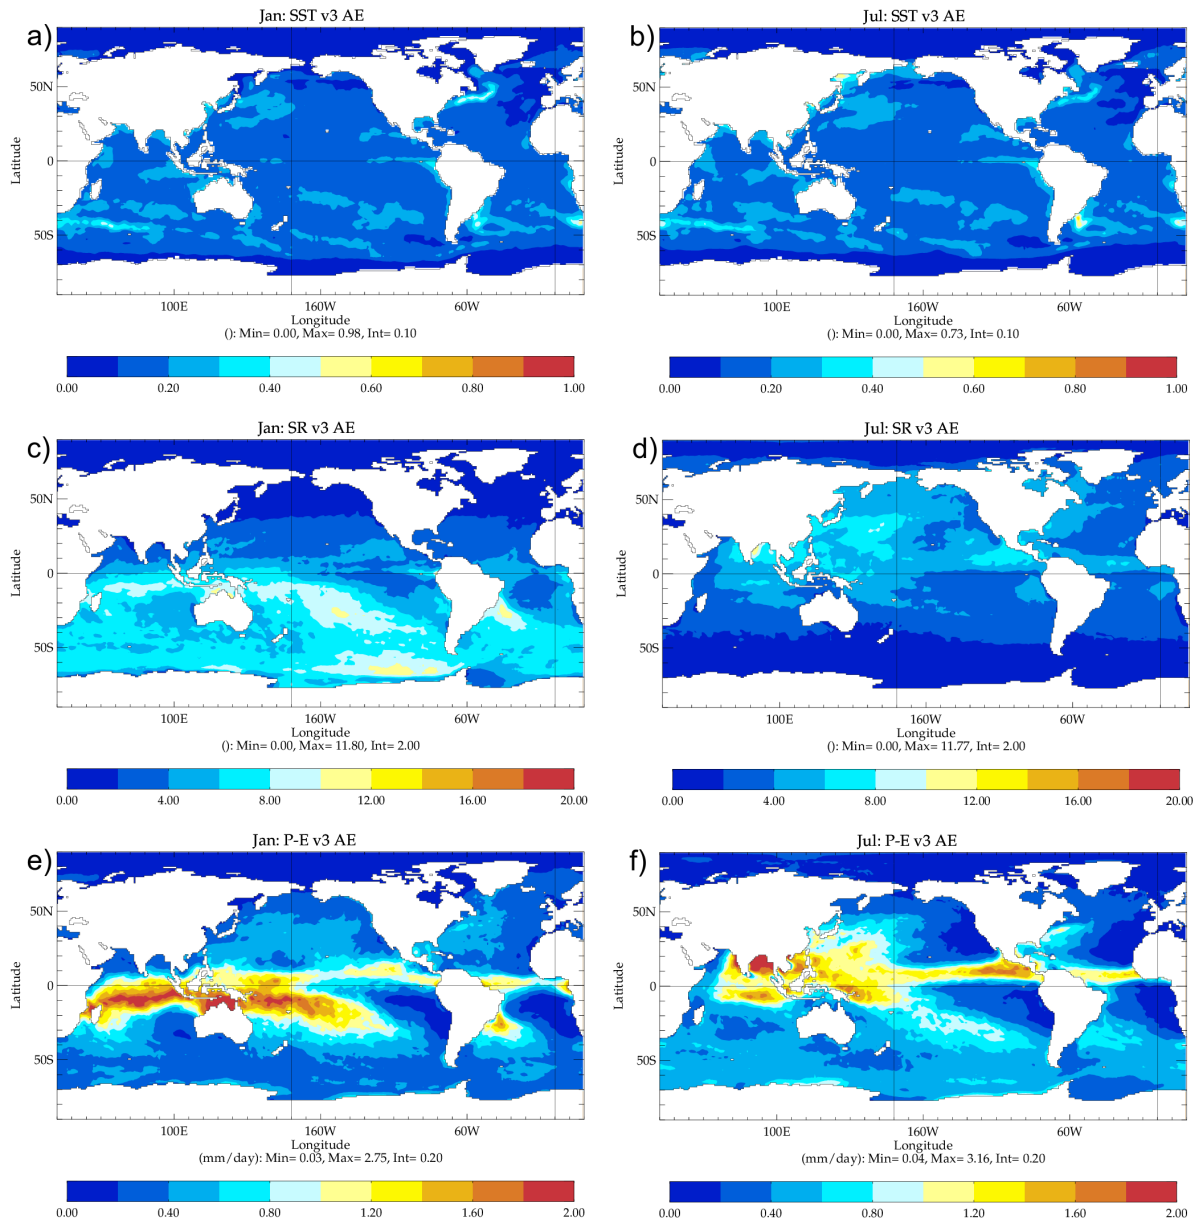 a)
Jan: SST v3 AE
Latitude
50N
0
50S
100E 160W 60W
Longitude
(): Min= 0.00, Max= 0.98, Int= 0.10
0.00 0.20 0.40 0.60 0.80 1.00
b)
Jul: SST v3 AE
Latitude
50N
0
50S
100E 160W 60W
Longitude
(): Min= 0.00, Max= 0.73, Int= 0.10
0.00 0.20 0.40 0.60 0.80 1.00
c)
Jan: SR v3 AE
Latitude
50N
0
50S
100E 160W 60W
Longitude
(): Min= 0.00, Max= 11.80, Int= 2.00
0.00 4.00 8.00 12.00 16.00 20.00
d)
Jul: SR v3 AE
Latitude
50N
0
50S
100E 160W 60W
Longitude
(): Min= 0.00, Max= 11.77, Int= 2.00
0.00 4.00 8.00 12.00 16.00 20.00
e)
Jan: P-E v3 AE
Latitude
50N
0
50S
100E 160W 60W
Longitude
(mm/day): Min= 0.03, Max= 2.75, Int= 0.20
0.00 0.40 0.80 1.20 1.60 2.00
f)
Jul: P-E v3 AE
Latitude
50N
0
50S
100E 160W 60W
Longitude
(mm/day): Min= 0.04, Max= 3.16, Int= 0.20
0.00 0.40 0.80 1.20 1.60 2.00